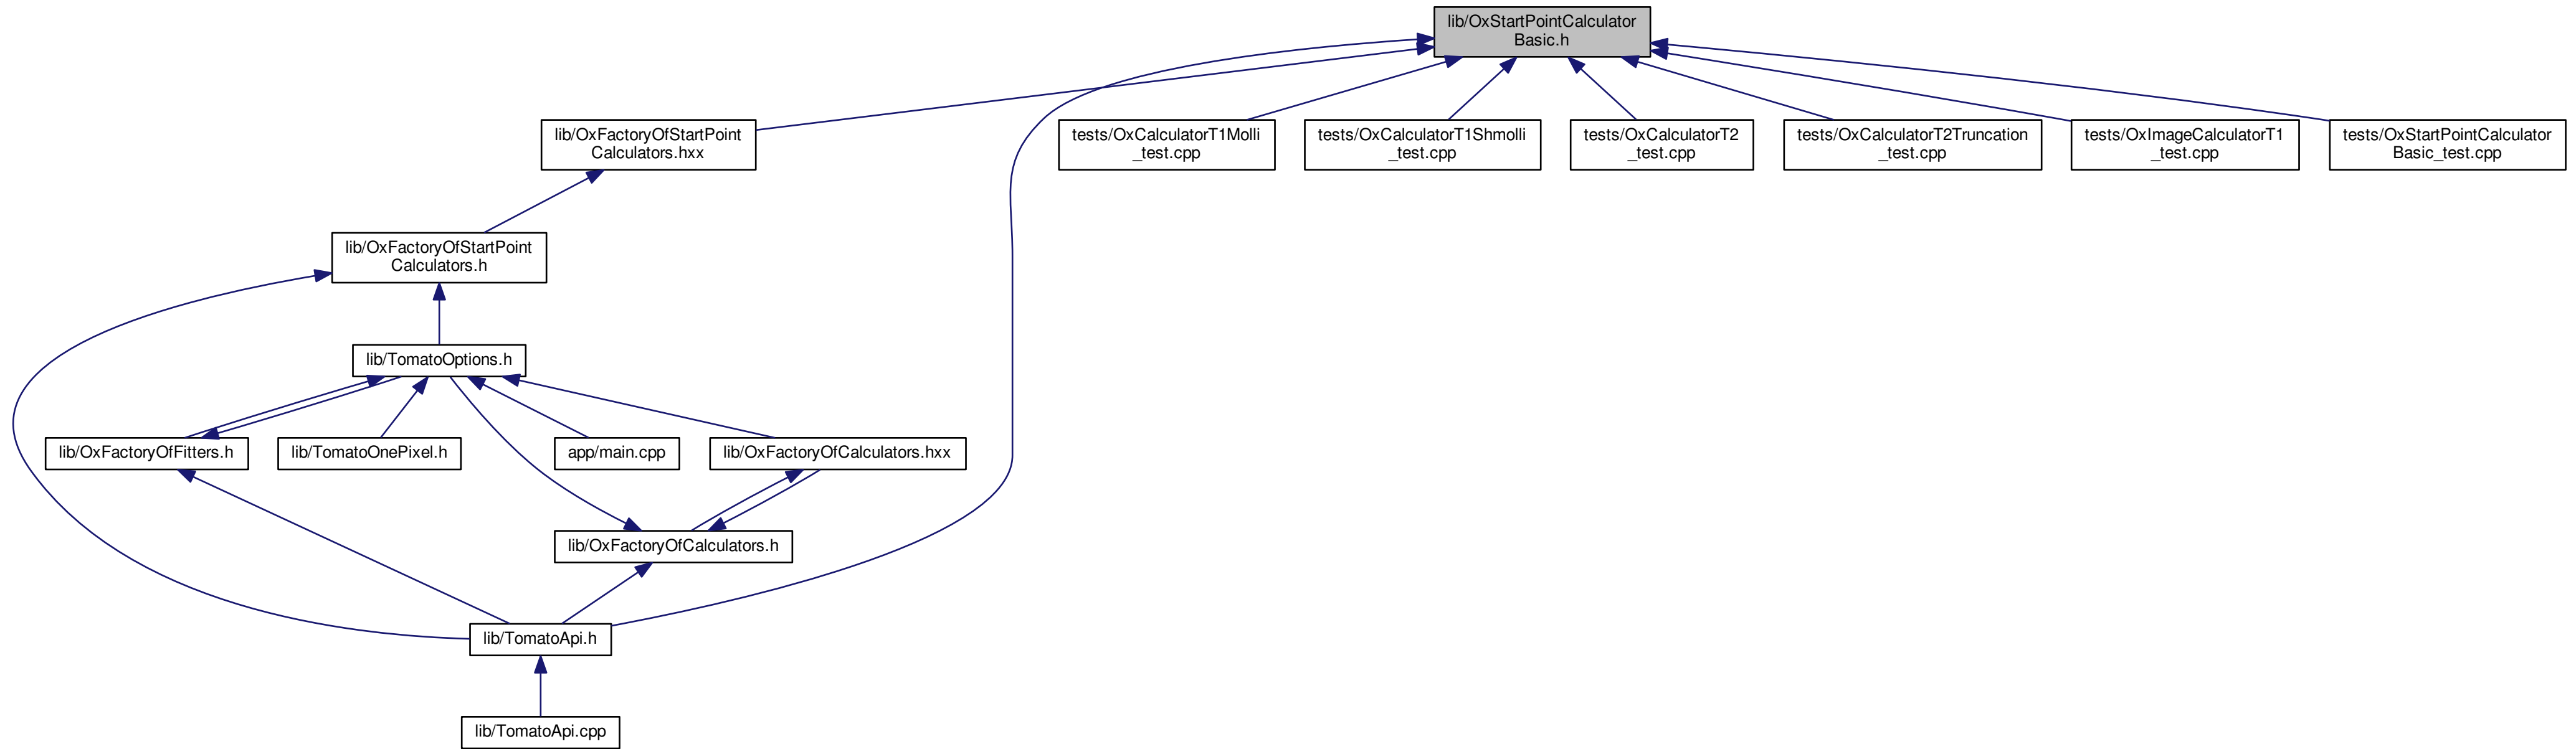 lib/OxStartPointCalculator
Basic.h
lib/OxFactoryOfStartPoint
Calculators.hxx
tests/OxCalculatorT1Molli
_test.cpp
tests/OxCalculatorT1Shmolli
_test.cpp
tests/OxCalculatorT2
_test.cpp
tests/OxCalculatorT2Truncation
_test.cpp
tests/OxImageCalculatorT1
_test.cpp
tests/OxStartPointCalculator
Basic_test.cpp
lib/OxFactoryOfStartPoint
Calculators.h
lib/TomatoOptions.h
lib/OxFactoryOfFitters.h
lib/TomatoOnePixel.h
app/main.cpp
lib/OxFactoryOfCalculators.hxx
lib/OxFactoryOfCalculators.h
lib/TomatoApi.h
lib/TomatoApi.cpp